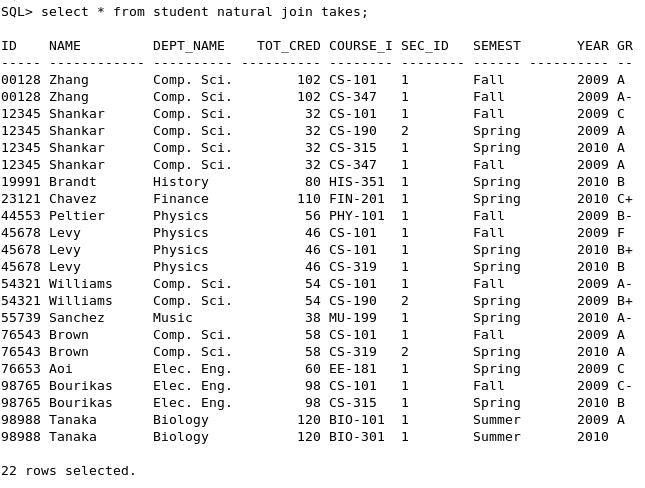 SQL> select * from student natural join takes;
ID    NAME         DEPT_NAME    TOT_CRED COURSE_I SEC_ID   SEMEST       YEAR GR
----- ------------ ---------- ---------- -------- -------- ------ ---------- --
00128 Zhang        Comp. Sci.        102 CS-101   1        Fall         2009 A
00128 Zhang        Comp. Sci.        102 CS-347   1        Fall         2009 A-
12345 Shankar      Comp. Sci.         32 CS-101   1        Fall         2009 C
12345 Shankar      Comp. Sci.         32 CS-190   2        Spring       2009 A
12345 Shankar      Comp. Sci.         32 CS-315   1        Spring       2010 A
12345 Shankar      Comp. Sci.         32 CS-347   1        Fall         2009 A
19991 Brandt       History            80 HIS-351  1        Spring       2010 B
23121 Chavez       Finance           110 FIN-201  1        Spring       2010 C+
44553 Peltier      Physics            56 PHY-101  1        Fall         2009 B-
45678 Levy         Physics            46 CS-101   1        Fall         2009 F
45678 Levy         Physics            46 CS-101   1        Spring       2010 B+
45678 Levy         Physics            46 CS-319   1        Spring       2010 B
54321 Williams     Comp. Sci.         54 CS-101   1        Fall         2009 A-
54321 Williams     Comp. Sci.         54 CS-190   2        Spring       2009 B+
55739 Sanchez      Music              38 MU-199   1        Spring       2010 A-
76543 Brown        Comp. Sci.         58 CS-101   1        Fall         2009 A
76543 Brown        Comp. Sci.         58 CS-319   2        Spring       2010 A
76653 Aoi          Elec. Eng.         60 EE-181   1        Spring       2009 C
98765 Bourikas     Elec. Eng.         98 CS-101   1        Fall         2009 C-
98765 Bourikas     Elec. Eng.         98 CS-315   1        Spring       2010 B
98988 Tanaka       Biology           120 BIO-101  1        Summer       2009 A
98988 Tanaka       Biology           120 BIO-301  1        Summer       2010
22 rows selected.